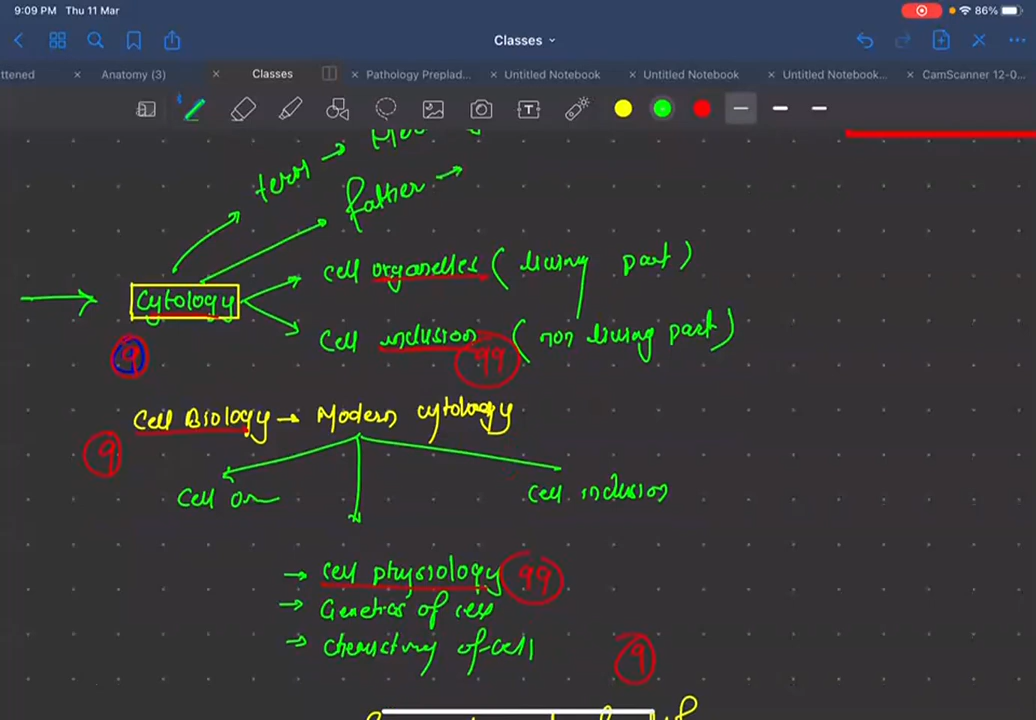 9:09 PM Thu 11 Mar
86%
Classes
ttened
Anatomy (3)
Classes
Pathology Preplad...
Untitled Notebook
Untitled Notebook
Untitled Notebook...
CamScanner 12-0...
term →
father →
Cytology
cell organelles (living part)
Cell inclusion (non living part)
9
99
Cell Biology → Modern cytology
9
Cell or
Cell inclusion
→ Cell physiology 99
→ Genetics of cell
→ Chemistry of cell
9